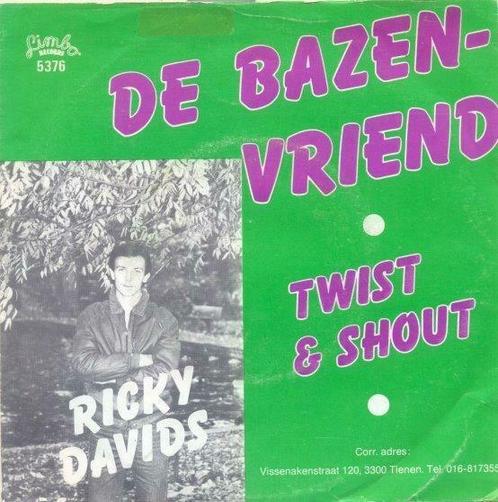 Limbo
RECORDS
5376
DE BAZEN-
VRIEND
TWIST
& SHOUT
RICKY
DAVIDS
Corr. adres:
Vissenakenstraat 120, 3300 Tienen. Tel. 016-817355